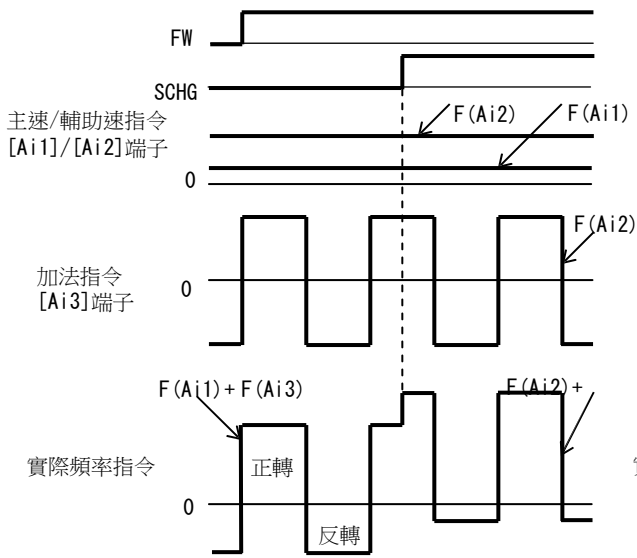 FW
SCHG
主速/輔助速指令
[Ai1]/[Ai2]端子
F(Ai2)
F(Ai1)
0
F(Ai2)
加法指令
[Ai3]端子
0
F(Ai1)+F(Ai3)
F(Ai2)+
實際頻率指令
正轉
0
反轉